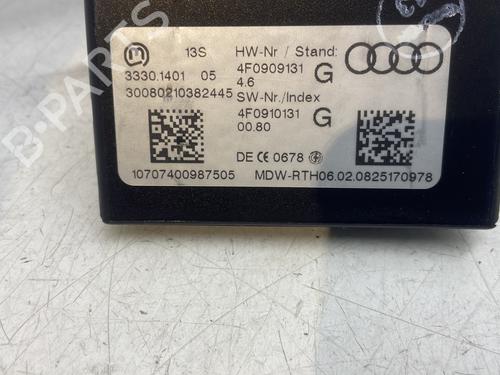 B-PARTS
13S
HW-Nr / Stand:
3330.1401 05
4F0909131 G
30080210382445
4.6
SW-Nr./Index
4F0910131 G
00.80
DE CE 0678
10707400987505
MDW-RTH06.02.0825170978